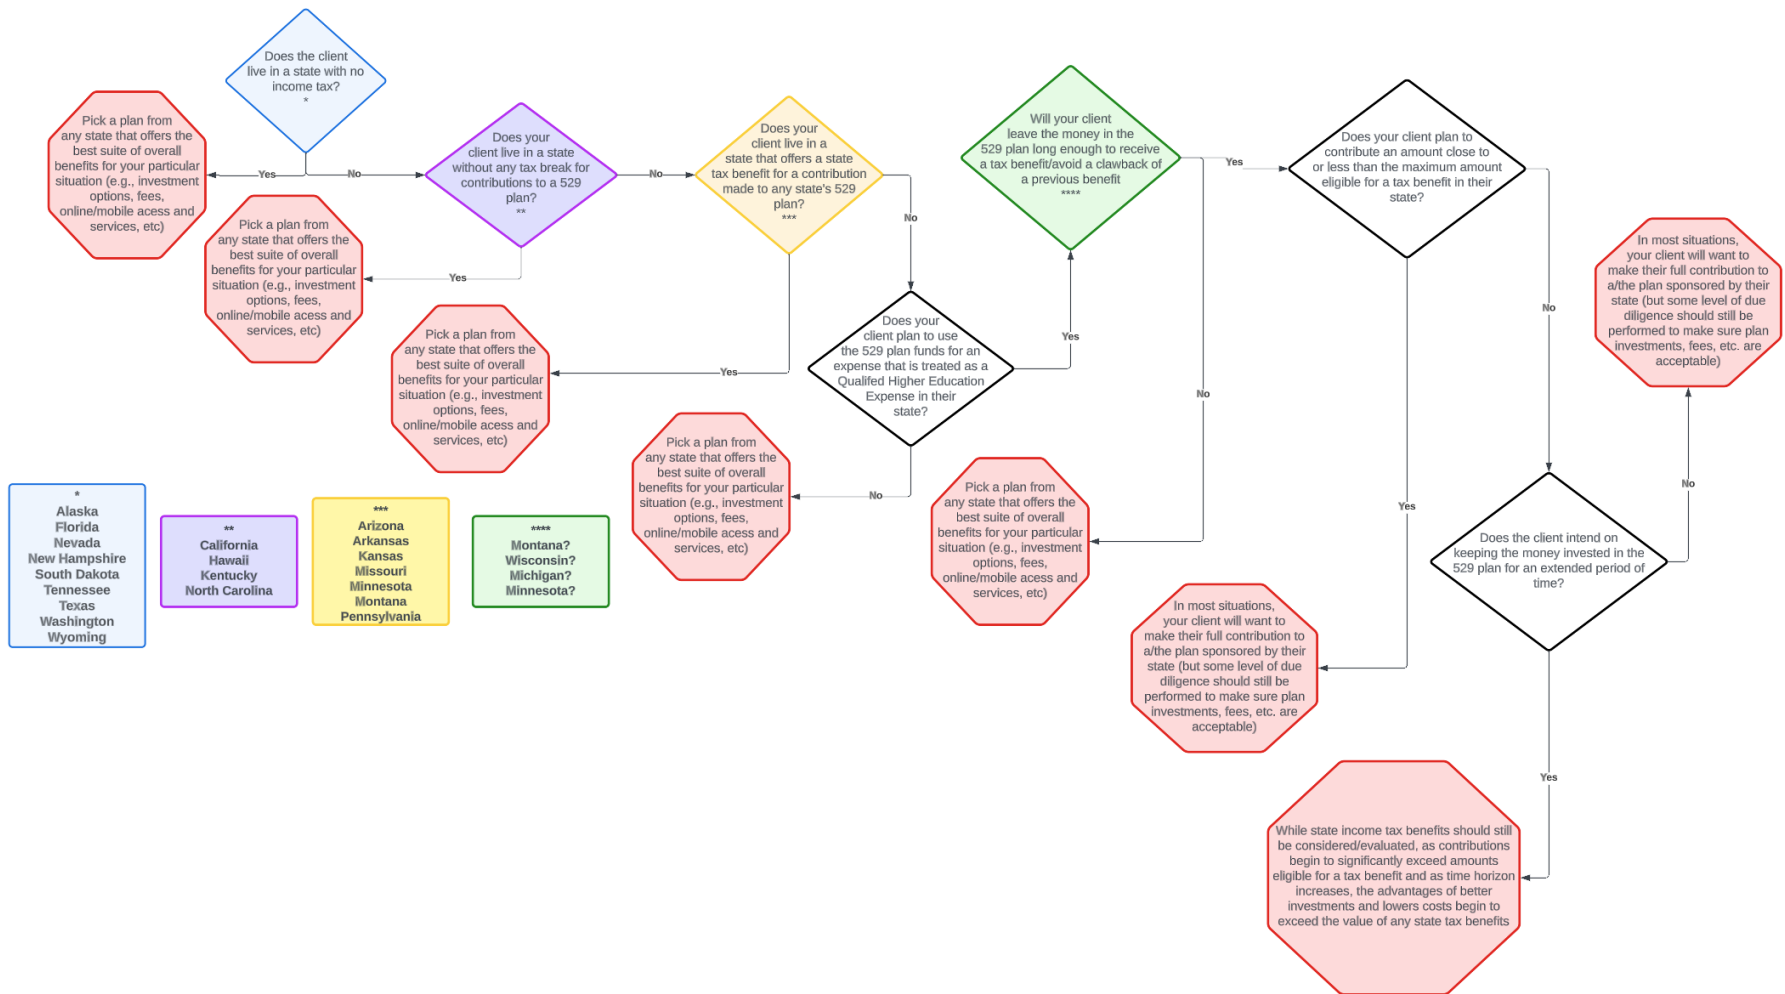 Does the client
live in a state with no
income tax?
*
Yes
No
Pick a plan from
any state that offers the
best suite of overall
benefits for your particular
situation (e.g., investment
options, fees,
online/mobile acess and
services, etc)
Does your
client live in a state
without any tax break for
contributions to a 529
plan?
**
Yes
No
Pick a plan from
any state that offers the
best suite of overall
benefits for your particular
situation (e.g., investment
options, fees,
online/mobile acess and
services, etc)
Does your
client live in a
state that offers a state
tax benefit for a contribution
made to any state's 529
plan?
***
Yes
No
Pick a plan from
any state that offers the
best suite of overall
benefits for your particular
situation (e.g., investment
options, fees,
online/mobile acess and
services, etc)
Does your
client plan to use
the 529 plan funds for an
expense that is treated as a
Qualifed Higher Education
Expense in their
state?
Yes
No
Pick a plan from
any state that offers the
best suite of overall
benefits for your particular
situation (e.g., investment
options, fees,
online/mobile acess and
services, etc)
Will your client
leave the money in the
529 plan long enough to receive
a tax benefit/avoid a clawback of
a previous benefit
****
Yes
No
Pick a plan from
any state that offers the
best suite of overall
benefits for your particular
situation (e.g., investment
options, fees,
online/mobile acess and
services, etc)
Does your client plan to
contribute an amount close to
or less than the maximum amount
eligible for a tax benefit in their
state?
Yes
No
In most situations,
your client will want to
make their full contribution to
a/the plan sponsored by their
state (but some level of due
diligence should still be
performed to make sure plan
investments, fees, etc. are
acceptable)
Does the client intend on
keeping the money invested in the
529 plan for an extended period of
time?
No
Yes
In most situations,
your client will want to
make their full contribution to
a/the plan sponsored by their
state (but some level of due
diligence should still be
performed to make sure plan
investments, fees, etc. are
acceptable)
While state income tax benefits should still
be considered/evaluated, as contributions
begin to significantly exceed amounts
eligible for a tax benefit and as time horizon
increases, the advantages of better
investments and lowers costs begin to
exceed the value of any state tax benefits
*
Alaska
Florida
Nevada
New Hampshire
South Dakota
Tennessee
Texas
Washington
Wyoming
**
California
Hawaii
Kentucky
North Carolina
***
Arizona
Arkansas
Kansas
Missouri
Minnesota
Montana
Pennsylvania
****
Montana?
Wisconsin?
Michigan?
Minnesota?